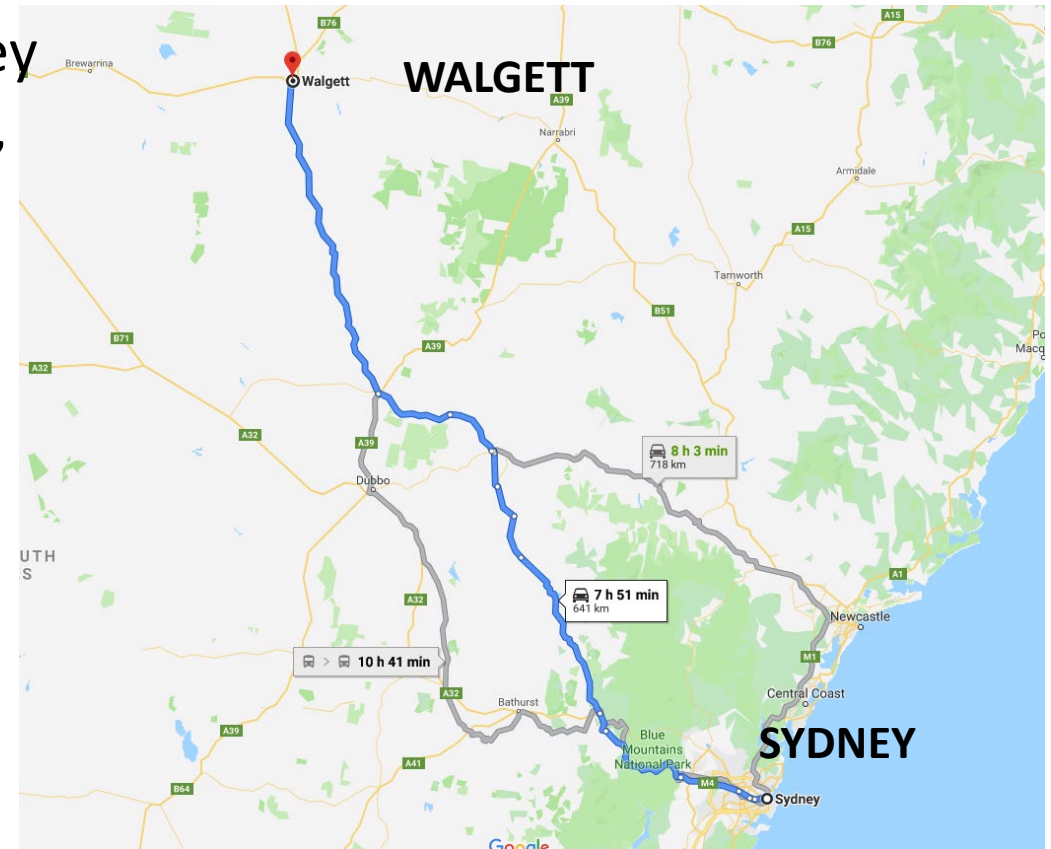 ey
,
B76
A15
B76
Brewarrina
Walgett
WALGETT
A39
Narrabri
Armidale
A15
Tamworth
B51
B71
A39
A32
Po
Macq
A32
A39
8 h 3 min
718 km
Dubbo
UTH
S
A1
7 h 51 min
641 km
A32
Newcastle
M1
10 h 41 min
A32
Central Coast
Bathurst
A39
Blue
Mountains
National Park
SYDNEY
A41
B64
M4
Sydney
Google